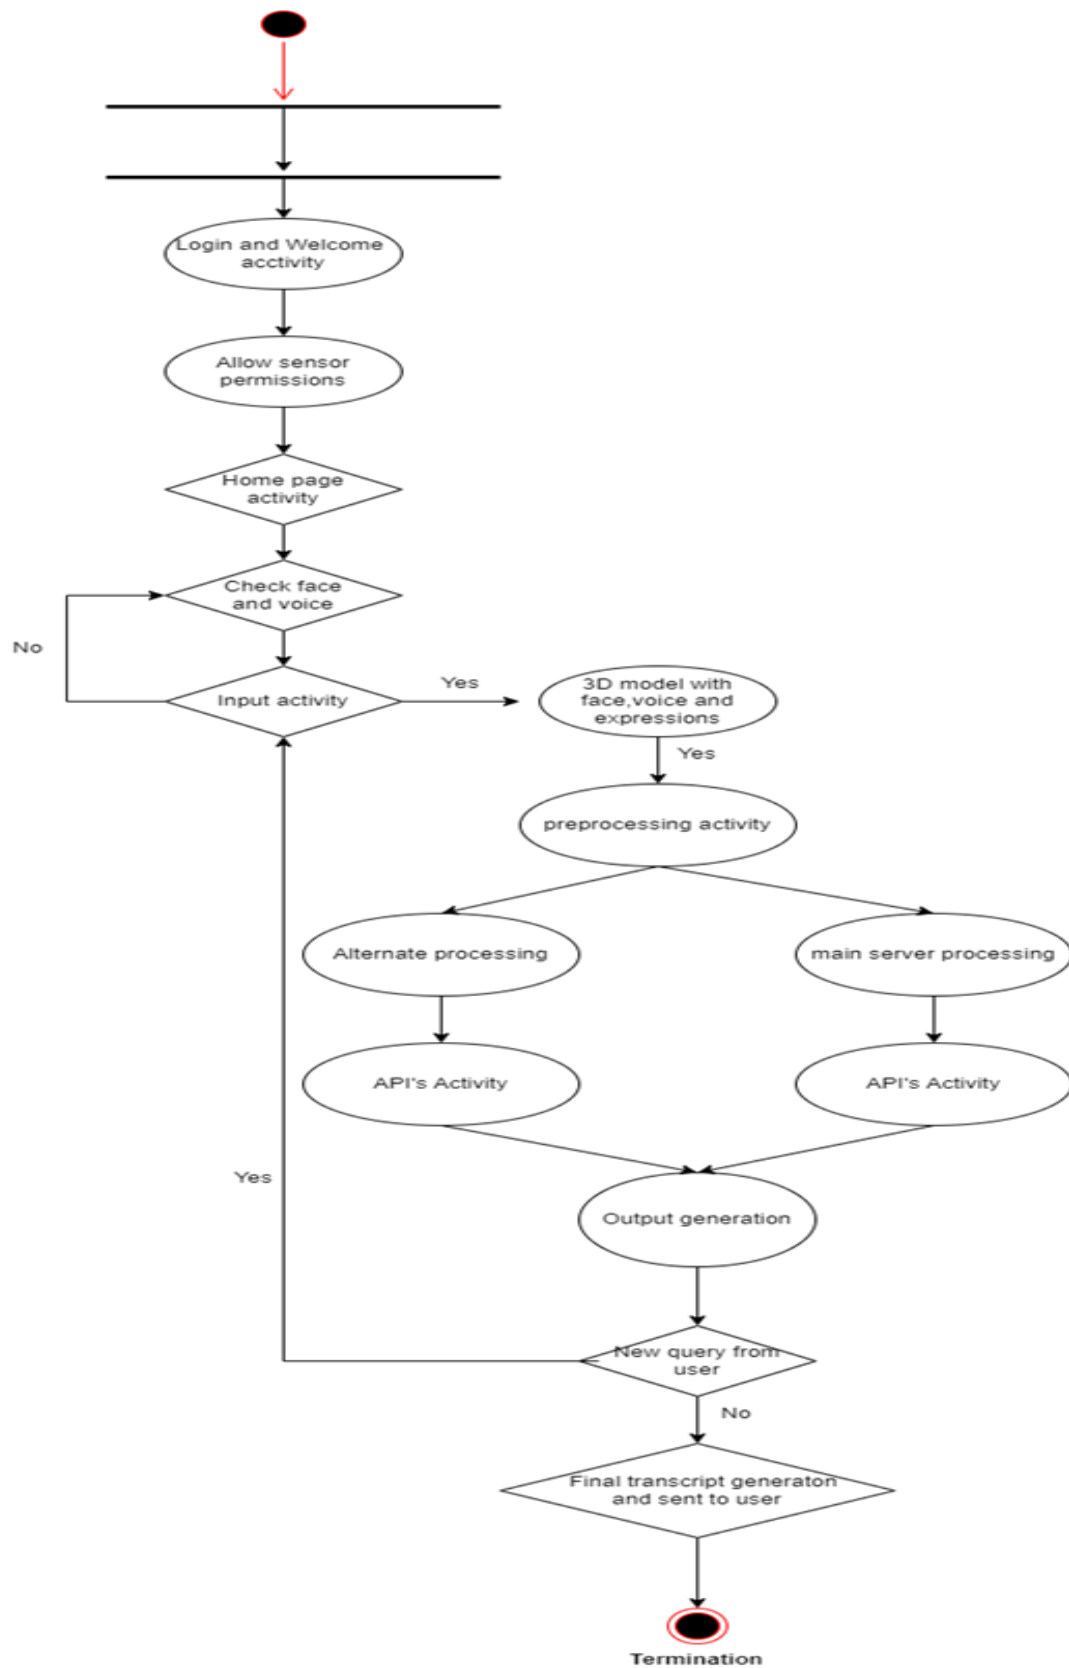 Login and Welcome
acctivity
Allow sensor
permissions
Home page
activity
Check face
and voice
No
Input activity
Yes
3D model with
face,voice and
expressions
Yes
preprocessing activity
Alternate processing
main server processing
API's Activity
API's Activity
Yes
Output generation
New query from
user
No
Final transcript generaton
and sent to user
Termination